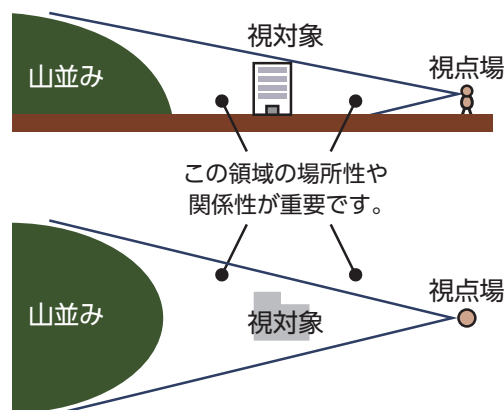 視対象
視点場
山並み
この領域の場所性や
関係性が重要です。
視点場
山並み
視対象